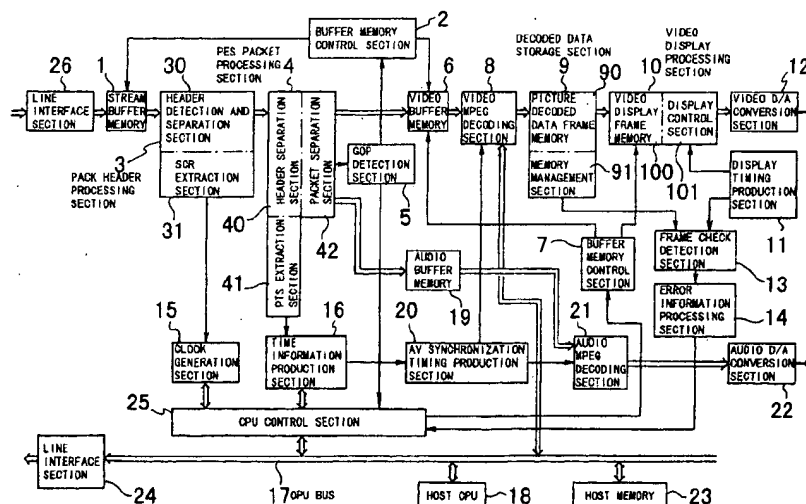 BUFFER MEMORY
CONTROL SECTION
2
PES PACKET
PROCESSING
SECTION
4
DECODED DATA
STORAGE SECTION
VIDEO
DISPLAY
PROCESSING
SECTION
26
1
30
6
8
9
90
10
12
LINE
INTERFACE
SECTION
STREAM
BUFFER
MEMORY
HEADER
DETECTION AND
SEPARATION
SECTION
3
SCR
EXTRACTION
SECTION
31
PACK HEADER
PROCESSING
SECTION
HEADER SEPARATION
SECTION
PACKET SEPARATION
SECTION
40
42
41
PTS EXTRACTION
SECTION
VIDEO
BUFFER
MEMORY
GOP
DETECTION
SECTION
5
VIDEO MPEG
DECODING
SECTION
PICTURE
DECODED
DATA FRAME
MEMORY
MEMORY
MANAGEMENT
SECTION
91
VIDEO DISPLAY
FRAME MEMORY
100
DISPLAY
CONTROL
SECTION
101
VIDEO D/A
CONVERSION
SECTION
DISPLAY
TIMING
PRODUCTION
SECTION
11
7
BUFFER
MEMORY
CONTROL
SECTION
FRAME CHECK
DETECTION
SECTION
13
ERROR
INFORMATION
PROCESSING
SECTION
14
AUDIO
BUFFER
MEMORY
19
15
CLOOK
GENERATION
SECTION
16
TIME
INFORMATION
PRODUCTION
SECTION
20
AV SYNCHRONIZATION
TIMING PRODUCTION
SECTION
21
AUDIO
MPEG
DECODING
SECTION
AUDIO D/A
CONVERSION
SECTION
22
25
CPU CONTROL SECTION
LINE
INTERFACE
SECTION
24
17 CPU BUS
HOST CPU
18
HOST MEMORY
23